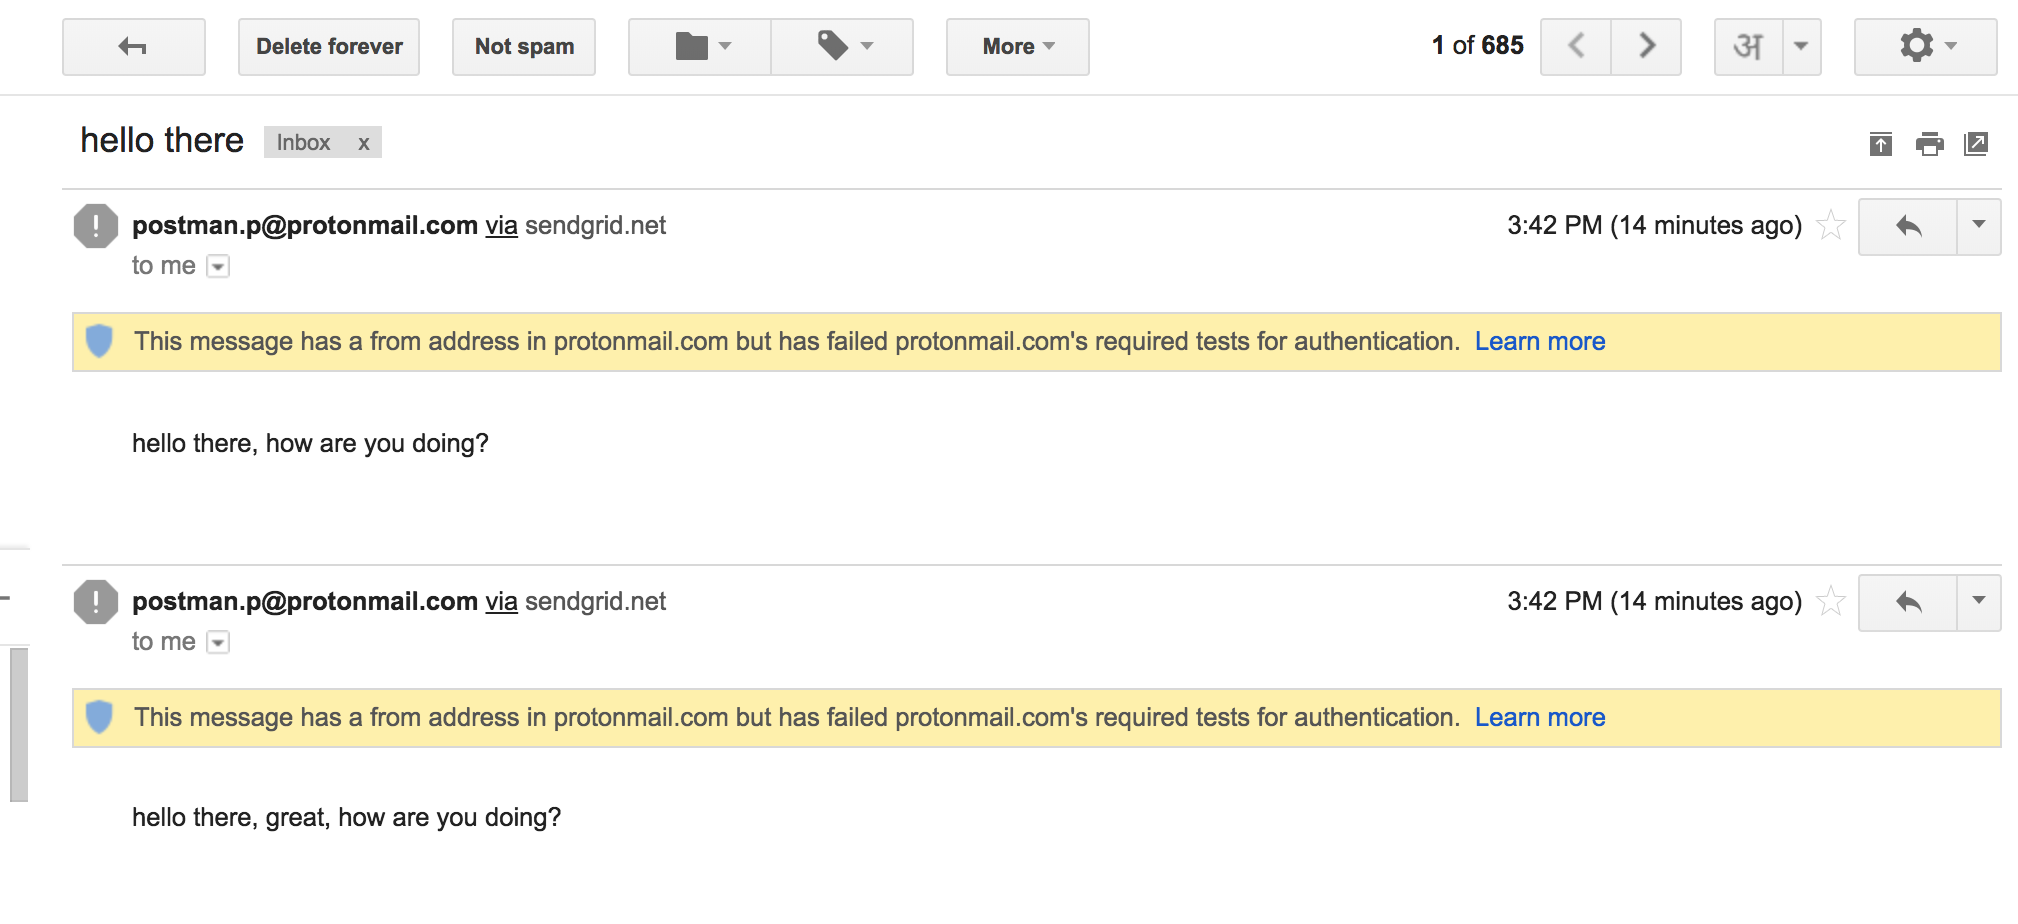 Delete forever Not spam More 1 of 685 अ
hello there Inbox x
postman.p@protonmail.com via sendgrid.net 3:42 PM (14 minutes ago)
to me
This message has a from address in protonmail.com but has failed protonmail.com's required tests for authentication. Learn more
hello there, how are you doing?
postman.p@protonmail.com via sendgrid.net 3:42 PM (14 minutes ago)
to me
This message has a from address in protonmail.com but has failed protonmail.com's required tests for authentication. Learn more
hello there, great, how are you doing?